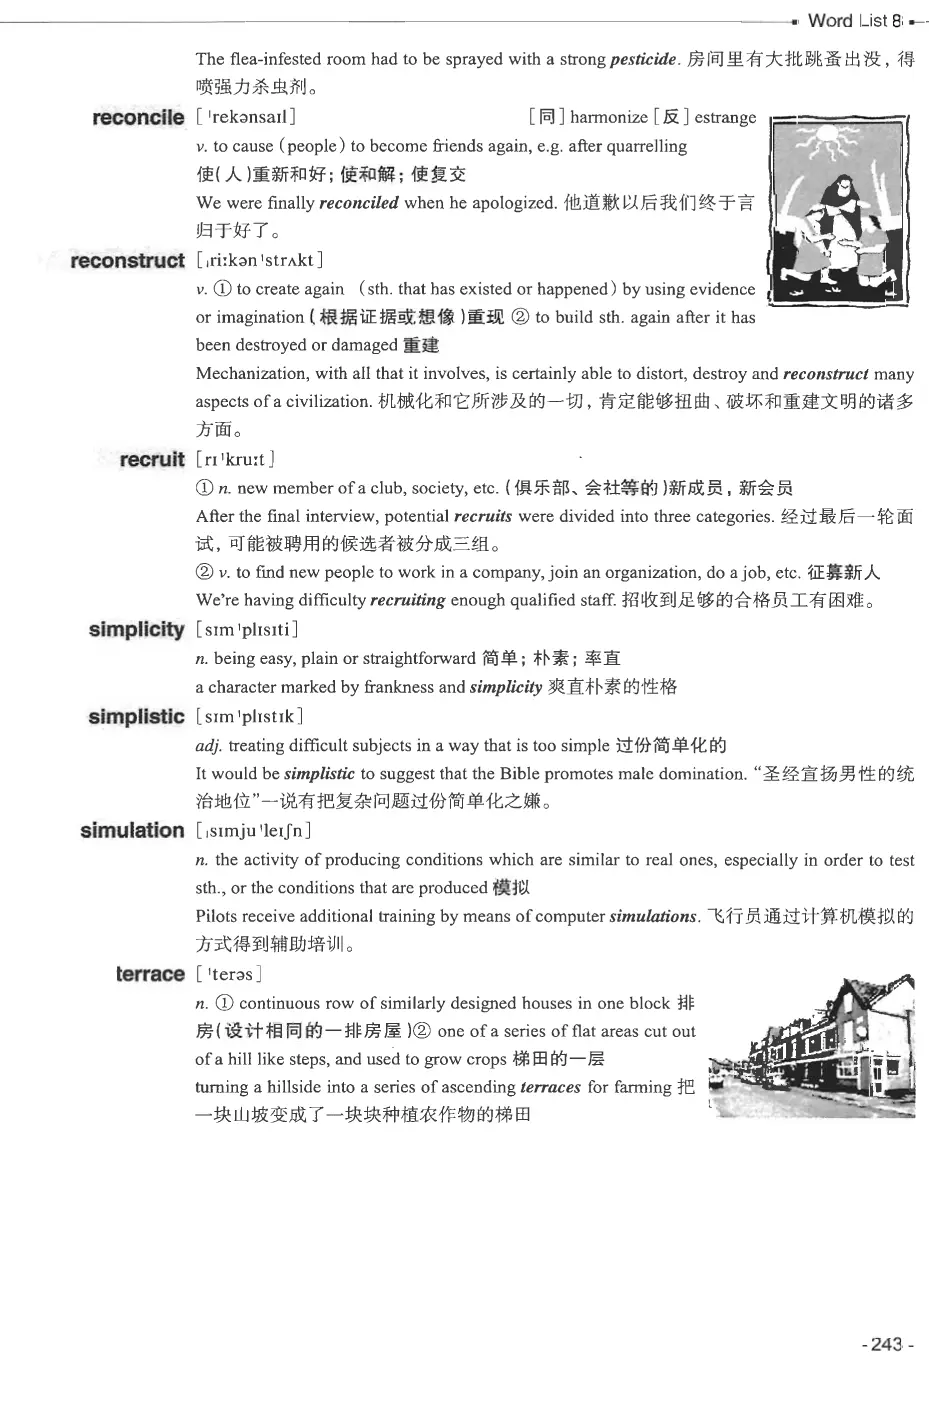 Word List 8
The flea-infested room had to be sprayed with a strong pesticide. 房间里有大批跳蚤出没，得
喷强力杀虫剂。
reconcile [ˈrekənsaɪl] [同] harmonize [反] estrange
v. to cause (people) to become friends again, e.g. after quarrelling
使(人)重新和好；使和解；使复交
We were finally reconciled when he apologized. 他道歉以后我们终于言
归于好了。
reconstruct [ˌriːkənˈstrʌkt]
v. ① to create again (sth. that has existed or happened) by using evidence
or imagination (根据证据或想像)重现 ② to build sth. again after it has
been destroyed or damaged 重建
Mechanization, with all that it involves, is certainly able to distort, destroy and reconstruct many
aspects of a civilization. 机械化和它所涉及的一切，肯定能够扭曲、破坏和重建文明的诸多
方面。
recruit [rɪˈkruːt]
① n. new member of a club, society, etc. (俱乐部、会社等的)新成员，新会员
After the final interview, potential recruits were divided into three categories. 经过最后一轮面
试，可能被聘用的候选者被分成三组。
② v. to find new people to work in a company, join an organization, do a job, etc. 征募新人
We're having difficulty recruiting enough qualified staff. 招收到足够的合格员工有困难。
simplicity [sɪmˈplɪsɪti]
n. being easy, plain or straightforward 简单；朴素；率直
a character marked by frankness and simplicity 爽直朴素的性格
simplistic [sɪmˈplɪstɪk]
adj. treating difficult subjects in a way that is too simple 过份简单化的
It would be simplistic to suggest that the Bible promotes male domination. “圣经宣扬男性的统
治地位”一说有把复杂问题过份简单化之嫌。
simulation [ˌsɪmjuˈleɪʃn]
n. the activity of producing conditions which are similar to real ones, especially in order to test
sth., or the conditions that are produced 模拟
Pilots receive additional training by means of computer simulations. 飞行员通过计算机模拟的
方式得到辅助培训。
terrace [ˈterəs]
n. ① continuous row of similarly designed houses in one block 排
房(设计相同的一排房屋)② one of a series of flat areas cut out
of a hill like steps, and used to grow crops 梯田的一层
turning a hillside into a series of ascending terraces for farming 把
一块山坡变成了一块块种植农作物的梯田
- 243 -